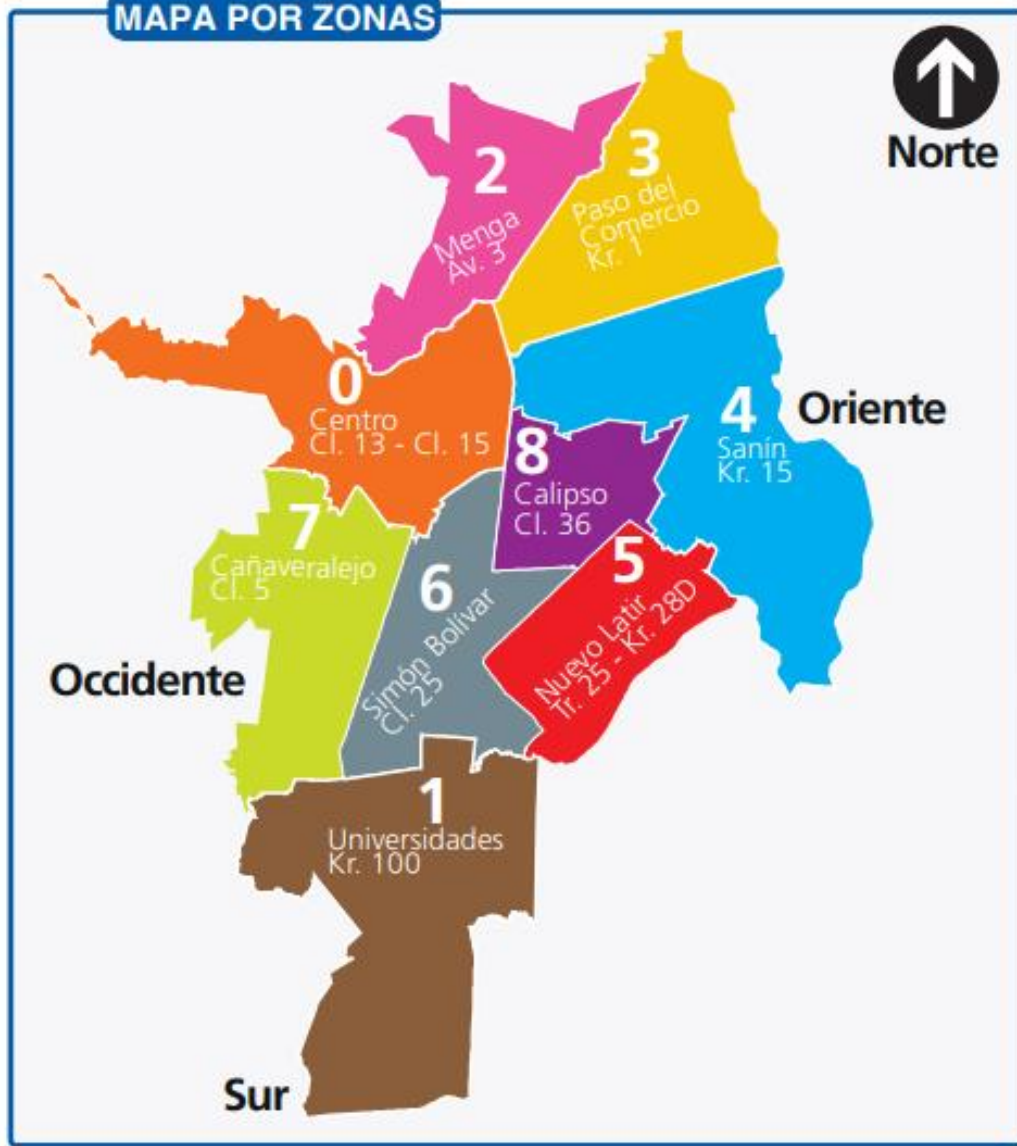 MAPA POR ZONAS
Norte
2
Menga
Av. 3
3
Paso del
Comercio
Kr. 1
0
Centro
Cl. 13 - Cl. 15
4
Sanín
Kr. 15
Oriente
8
Calipso
Cl. 36
7
Cañaveralejo
Cl. 5
6
Simón Bolívar
Cl. 25
5
Nuevo Latir
Tr. 25 - Kr. 28D
Occidente
1
Universidades
Kr. 100
Sur